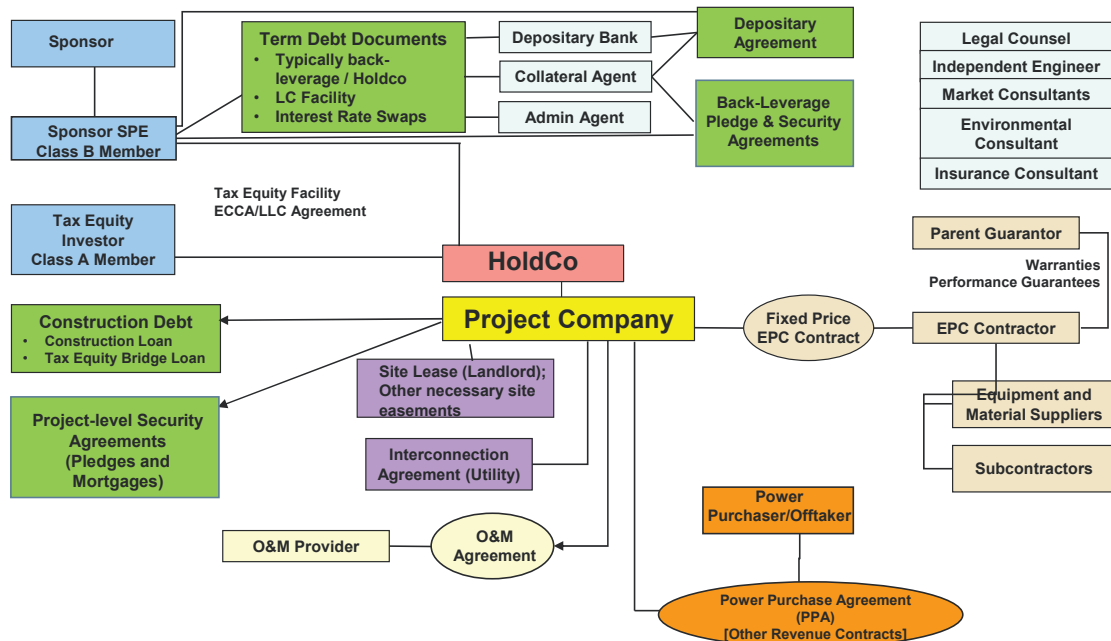 Sponsor
Sponsor SPE
Class B Member
Term Debt Documents
• Typically back-
leverage / Holdco
• LC Facility
• Interest Rate Swaps
Depositary Bank
Collateral Agent
Admin Agent
Depositary
Agreement
Back-Leverage
Pledge & Security
Agreements
Legal Counsel
Independent Engineer
Market Consultants
Environmental
Consultant
Insurance Consultant
Tax Equity Facility
ECCA/LLC Agreement
Tax Equity
Investor
Class A Member
HoldCo
Project Company
Parent Guarantor
Warranties
Performance Guarantees
Fixed Price
EPC Contract
EPC Contractor
Construction Debt
• Construction Loan
• Tax Equity Bridge Loan
Site Lease (Landlord);
Other necessary site
easements
Equipment and
Material Suppliers
Project-level Security
Agreements
(Pledges and
Mortgages)
Interconnection
Agreement (Utility)
Subcontractors
Power
Purchaser/Offtaker
O&M Provider
O&M
Agreement
Power Purchase Agreement
(PPA)
[Other Revenue Contracts]